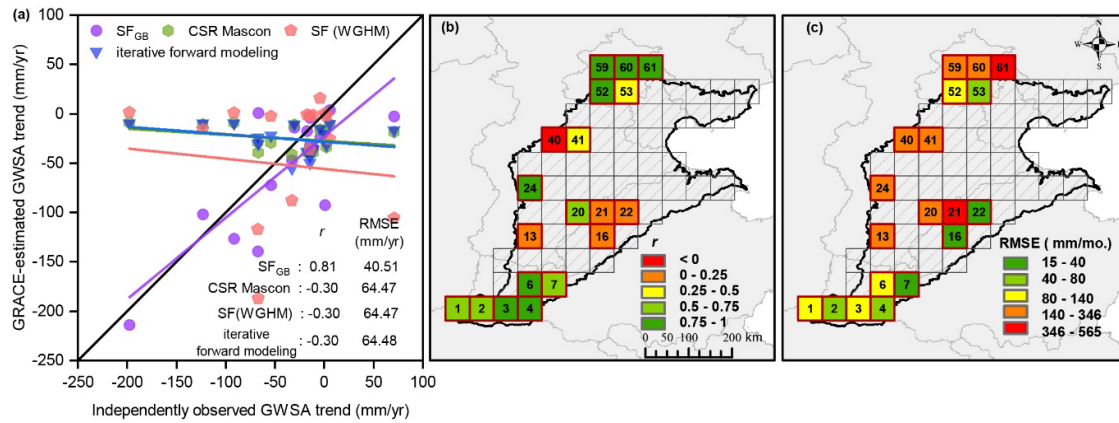 (a)
SF_GB CSR Mascon SF (WGHM)
iterative forward modeling
GRACE-estimated GWSA trend (mm/yr)
100
50
0
-50
-100
-150
-200
-250
r RMSE
(mm/yr)
SF_GB : 0.81 40.51
CSR Mascon : -0.30 64.47
SF(WGHM) : -0.30 64.47
iterative
forward modeling : -0.30 64.48
-250 -200 -150 -100 -50 0 50 100
Independently observed GWSA trend (mm/yr)
(b)
59 60 61
52 53
40 41
24
20 21 22
13 16
6 7
1 2 3 4
r
< 0
0 - 0.25
0.25 - 0.5
0.5 - 0.75
0.75 - 1
0 50 100 200 km
(c)
N
W E
S
59 60 61
52 53
40 41
24
20 21 22
13 16
6 7
1 2 3 4
RMSE ( mm/mo.)
15 - 40
40 - 80
80 - 140
140 - 346
346 - 565